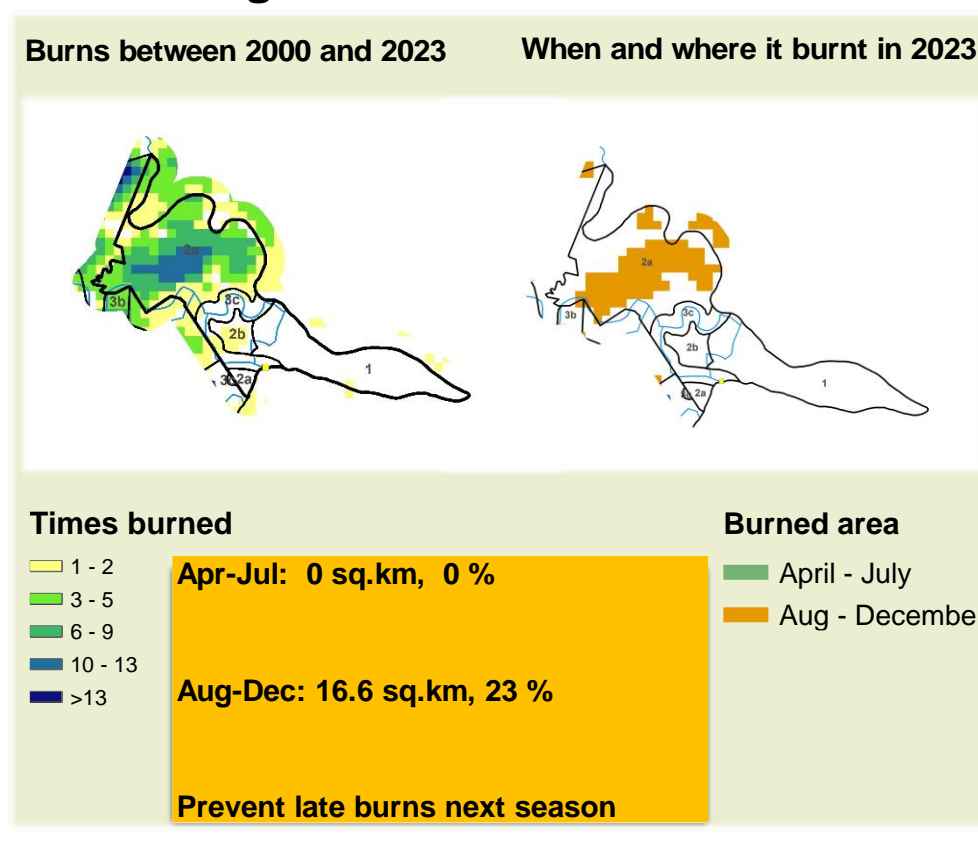 Burns between 2000 and 2023
When and where it burnt in 2023
2a
3b
3c
2b
1
2a
2a
3b
3c
2b
1
2a
Times burned
1 - 2
3 - 5
6 - 9
10 - 13
>13
Apr-Jul: 0 sq.km, 0 %
Aug-Dec: 16.6 sq.km, 23 %
Prevent late burns next season
Burned area
April - July
Aug - Decembe